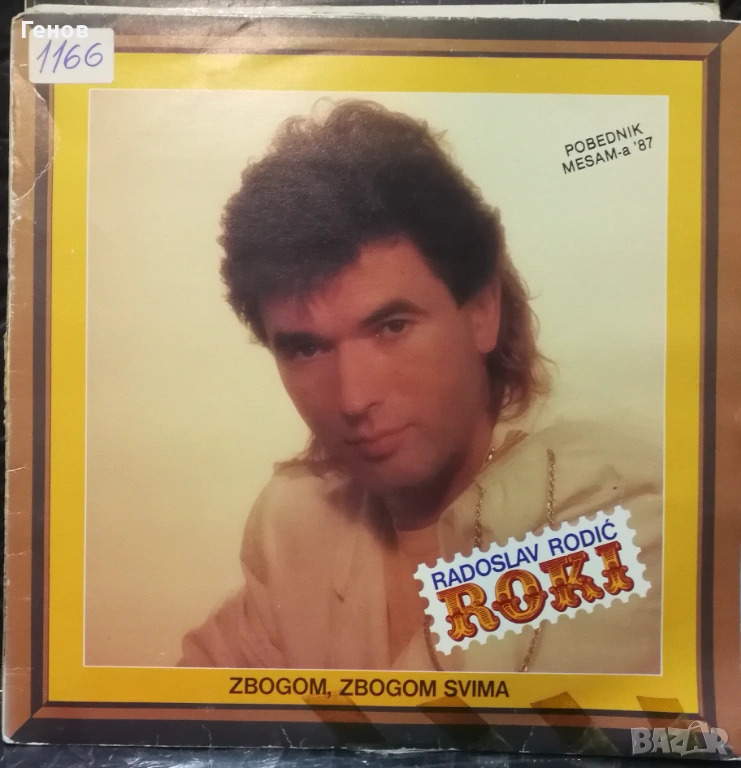 Генов
1166
POBEDNIK
MESAM-a '87
RADOSLAV RODIĆ
ROKI
ZBOGOM, ZBOGOM SVIMA
BAZAR